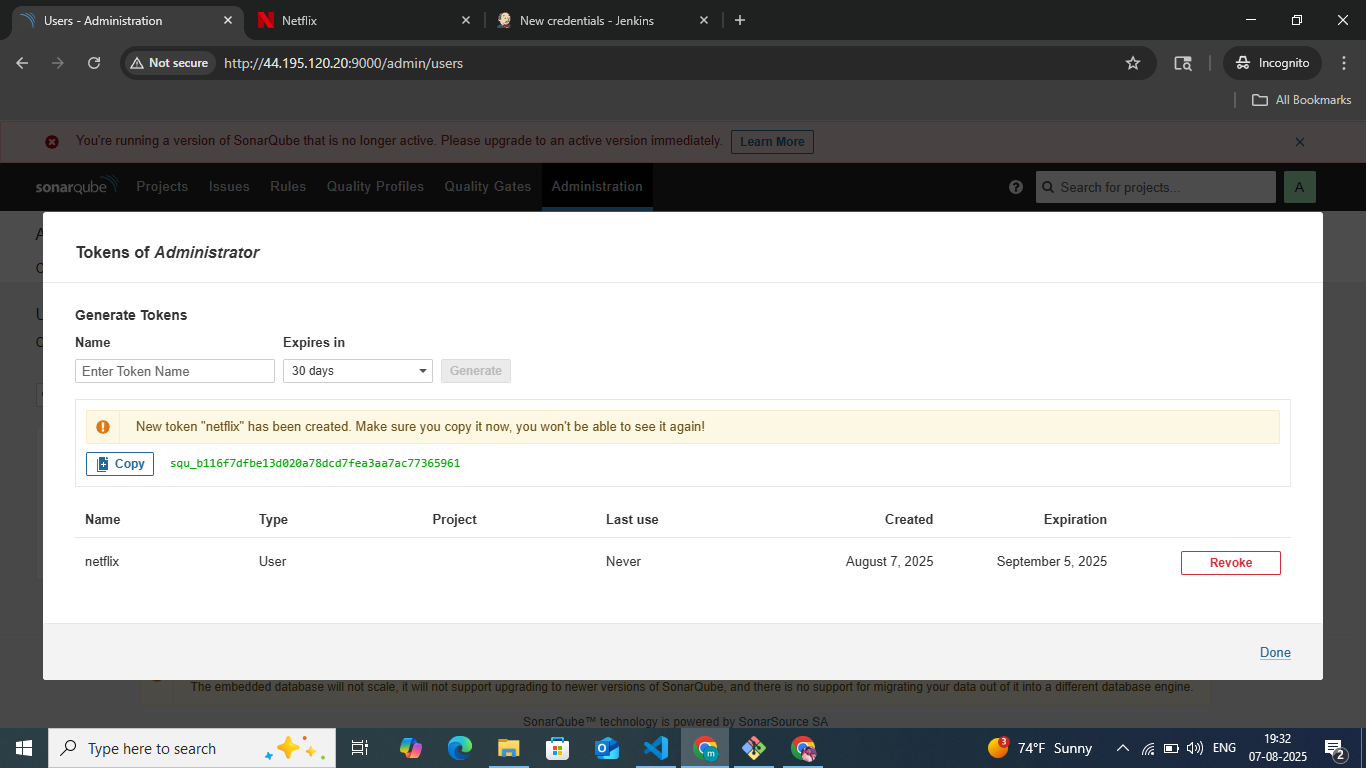 Users - Administration
Netflix
New credentials - Jenkins
Not secure
http://44.195.120.20:9000/admin/users
Incognito
All Bookmarks
You're running a version of SonarQube that is no longer active. Please upgrade to an active version immediately.
Learn More
sonarqube
Projects
Issues
Rules
Quality Profiles
Quality Gates
Administration
Search for projects...
A
Tokens of Administrator
Generate Tokens
Name
Expires in
Enter Token Name
30 days
Generate
New token "netflix" has been created. Make sure you copy it now, you won't be able to see it again!
Copy
squ_b116f7dfbe13d020a78dcd7fea3aa7ac77365961
Name Type Project Last use Created Expiration
netflix User Never August 7, 2025 September 5, 2025 Revoke
Done
The embedded database will not scale, it will not support upgrading to newer versions of SonarQube, and there is no support for migrating your data out of it into a different database engine.
SonarQube™ technology is powered by SonarSource SA
Type here to search
3
74°F Sunny
ENG
19:32
07-08-2025
2